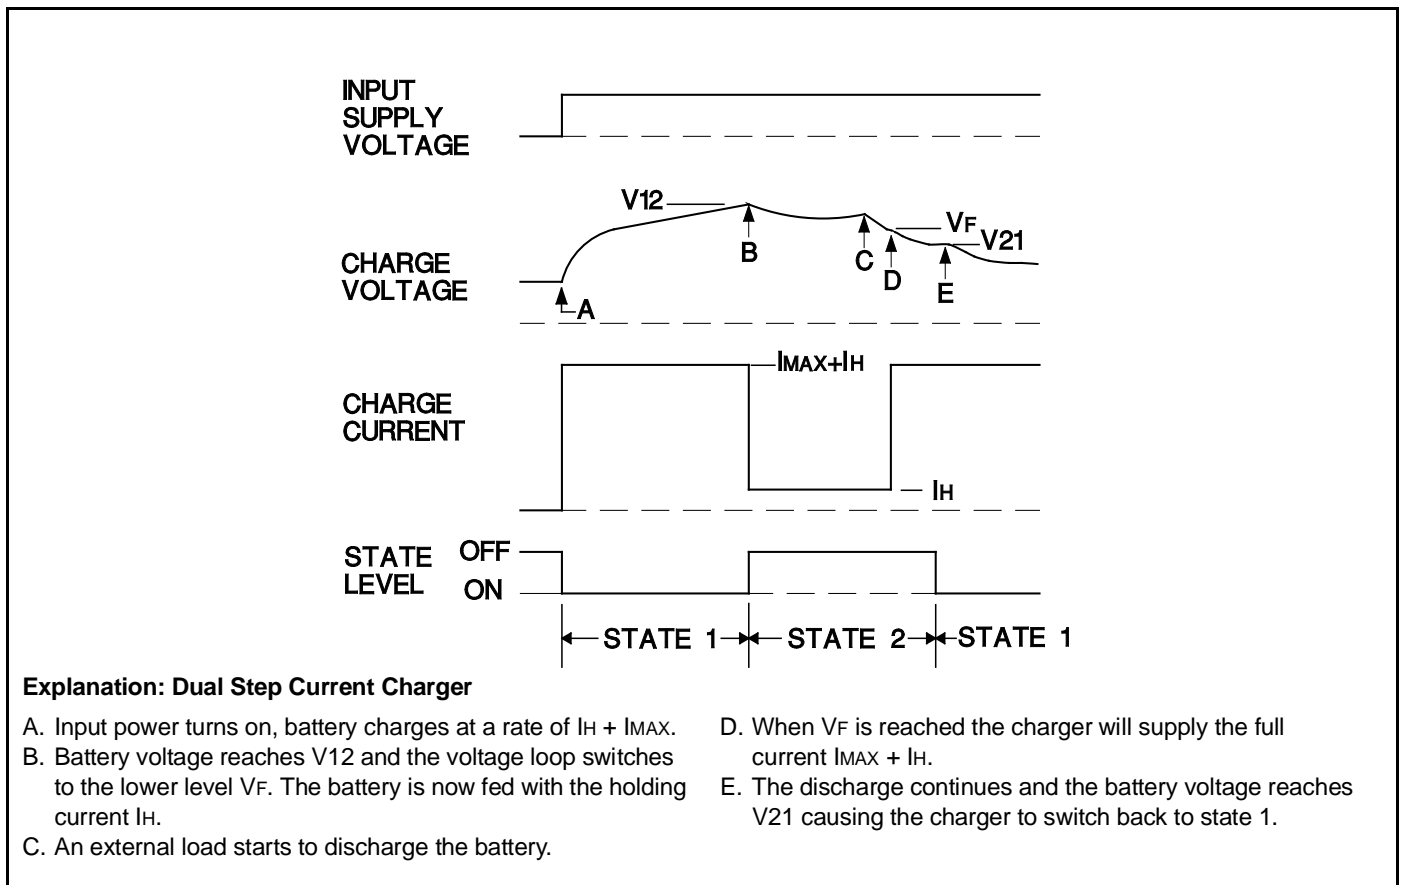 INPUT
SUPPLY
VOLTAGE
V12
VF
V21
B
C
D
E
CHARGE
VOLTAGE
A
IMAX+IH
CHARGE
CURRENT
IH
STATE
LEVEL
OFF
ON
STATE 1
STATE 2
STATE 1
Explanation: Dual Step Current Charger
A. Input power turns on, battery charges at a rate of IH + IMAX.
B. Battery voltage reaches V12 and the voltage loop switches
to the lower level VF. The battery is now fed with the holding
current IH.
C. An external load starts to discharge the battery.
D. When VF is reached the charger will supply the full
current IMAX + IH.
E. The discharge continues and the battery voltage reaches
V21 causing the charger to switch back to state 1.